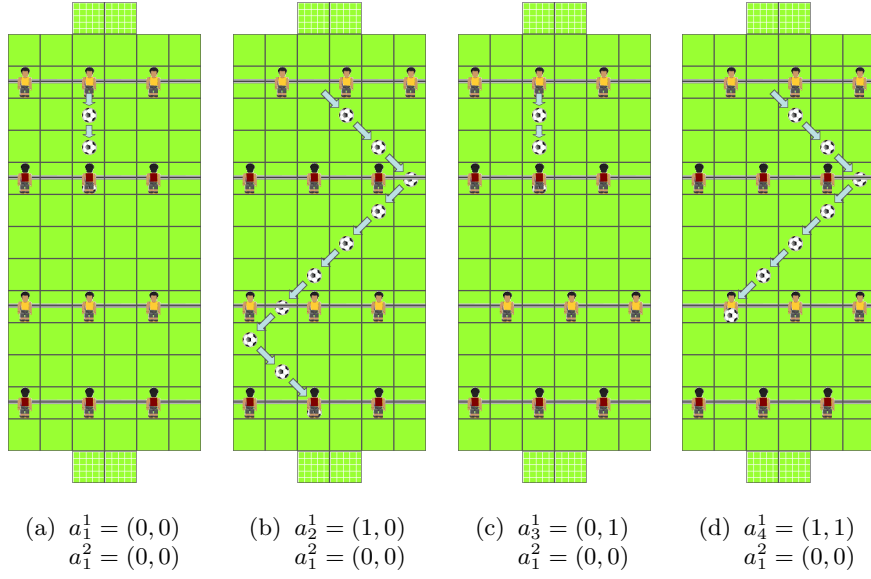 (a) $a_1^1 = (0, 0)$
$a_1^2 = (0, 0)$
(b) $a_2^1 = (1, 0)$
$a_1^2 = (0, 0)$
(c) $a_3^1 = (0, 1)$
$a_1^2 = (0, 0)$
(d) $a_4^1 = (1, 1)$
$a_1^2 = (0, 0)$